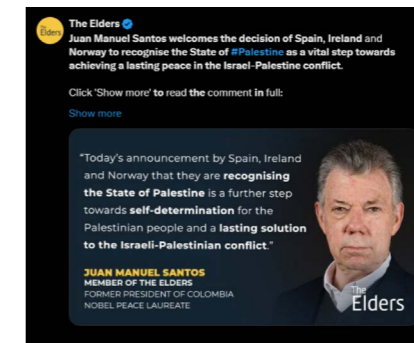 The Elders
Elders
Juan Manuel Santos welcomes the decision of Spain, Ireland and
Norway to recognise the State of #Palestine as a vital step towards
achieving a lasting peace in the Israel-Palestine conflict.
Click 'Show more' to read the comment in full:
Show more
"Today's announcement by Spain, Ireland
and Norway that they are recognising
the State of Palestine is a further step
towards self-determination for the
Palestinian people and a lasting solution
to the Israeli-Palestinian conflict."
JUAN MANUEL SANTOS
MEMBER OF THE ELDERS
FORMER PRESIDENT OF COLOMBIA
NOBEL PEACE LAUREATE
The
Elders